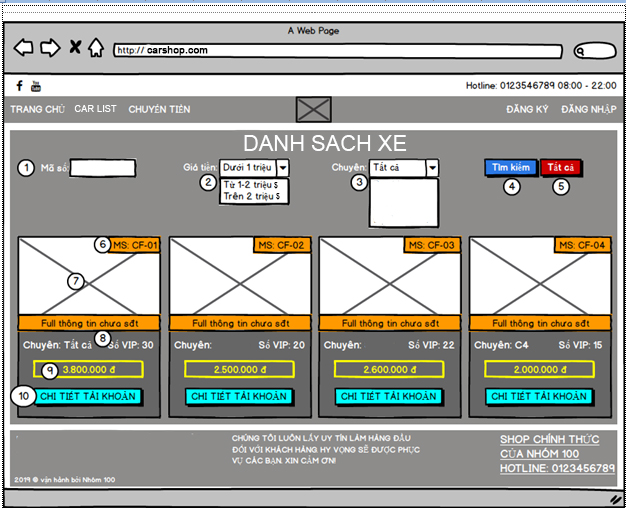 A Web Page
http:// carshop.com
You
Hotline: 0123546789 08:00 - 22:00
TRANG CHỦ CAR LIST CHUYỂN TIỀN ĐĂNG KÝ ĐĂNG NHẬP
DANH SACH XE
1 Mã số: Giá tiền: Dưới 1 triệu Chuyên: Tất cả Tìm kiếm Tất cả
2 Từ 1-2 triệu $ 3 4 5
Trên 2 triệu $
6 MS: CF-01 MS: CF-02 MS: CF-03 MS: CF-04
7
Full thông tin chưa sđt Full thông tin chưa sđt Full thông tin chưa sđt Full thông tin chưa sđt
8
Chuyên: Tất cả Số VIP: 30 Chuyên: Số VIP: 20 Chuyên: Số VIP: 22 Chuyên: C4 Số VIP: 15
9 3.800.000 đ 2.500.000 đ 2.600.000 đ 2.000.000 đ
10 CHI TIẾT TÀI KHOẢN CHI TIẾT TÀI KHOẢN CHI TIẾT TÀI KHOẢN CHI TIẾT TÀI KHOẢN
CHÚNG TÔI LUÔN LẤY UY TÍN LÀM HÀNG ĐẦU
ĐỐI VỚI KHÁCH HÀNG HY VỌNG SẼ ĐƯỢC PHỤC
VỤ CÁC BẠN XIN CẢM ƠN!
SHOP CHÍNH THỨC
CỦA NHÓM 100
HOTLINE: 0123456789
2019 @ vận hành bởi Nhóm 100